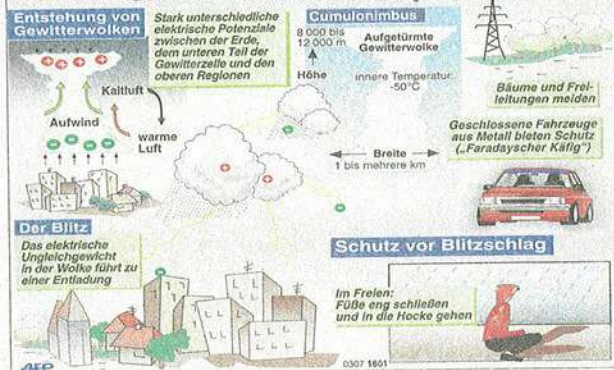 Entstehung von
Gewitterwolken
Stark unterschiedliche
elektrische Potenziale
zwischen der Erde,
dem unteren Teil der
Gewitterzelle und den
oberen Regionen
Kaltluft
Aufwind
warme
Luft
Cumulonimbus
8 000 bis
12 000 m
Höhe
Aufgetürmte
Gewitterwolke
innere Temperatur:
-50°C
Breite
1 bis mehrere km
Bäume und Frei-
leitungen meiden
Geschlossene Fahrzeuge
aus Metall bieten Schutz
(„Faradayscher Käfig“)
Der Blitz
Das elektrische
Ungleichgewicht
in der Wolke führt zu
einer Entladung
Schutz vor Blitzschlag
Im Freien:
Füße eng schließen
und in die Hocke gehen
AFP
0307 1601